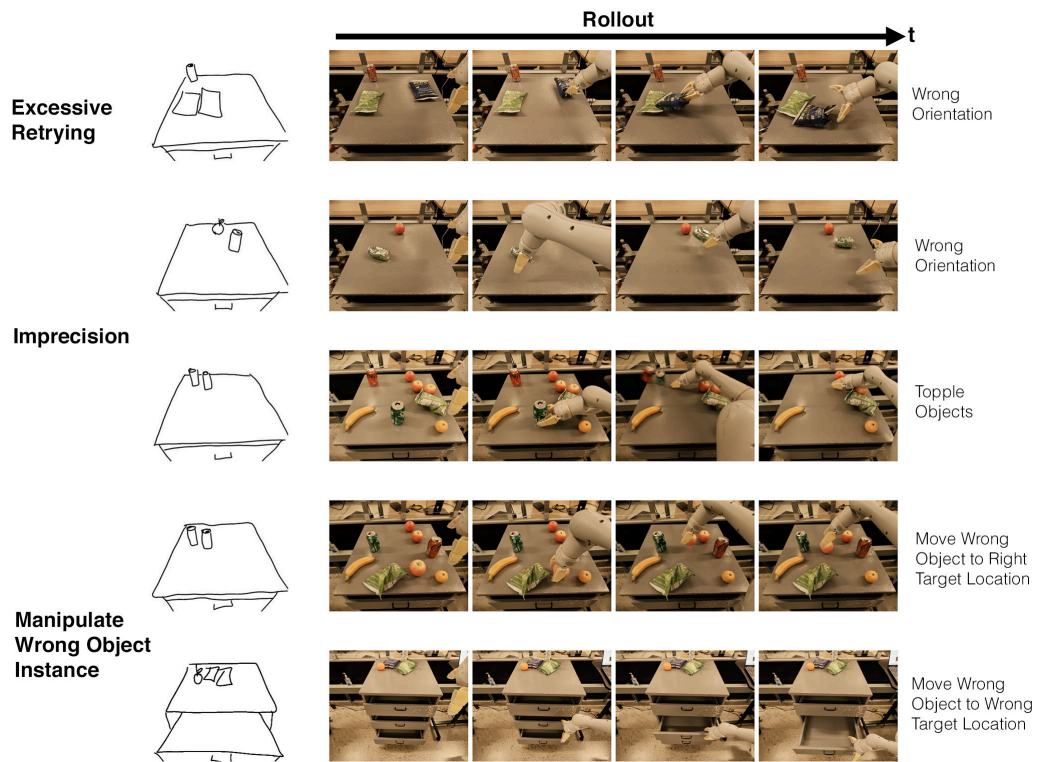 Rollout
t
Excessive
Retrying
Wrong
Orientation
Wrong
Orientation
Imprecision
Topple
Objects
Move Wrong
Object to Right
Target Location
Manipulate
Wrong Object
Instance
Move Wrong
Object to Wrong
Target Location